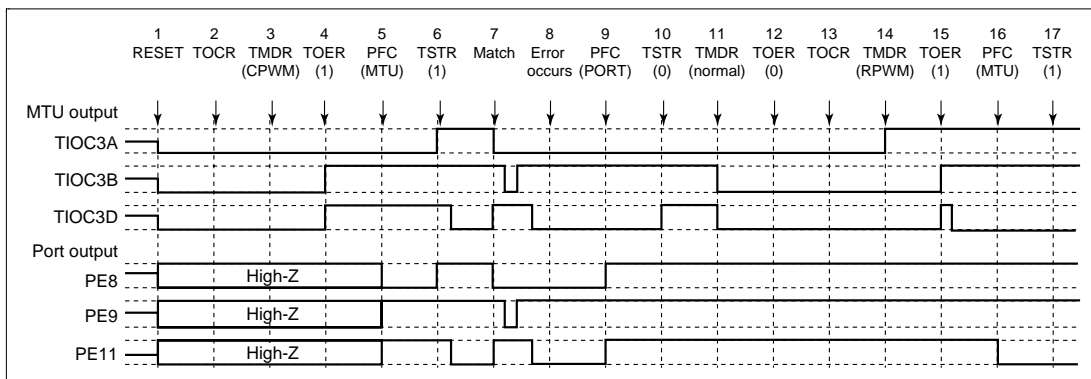 1 2 3 4 5 6 7 8 9 10 11 12 13 14 15 16 17
RESET TOCR TMDR TOER PFC TSTR Match Error PFC TSTR TMDR TOER TOCR TMDR TOER PFC TSTR
(CPWM) (1) (MTU) (1) occurs (PORT) (0) (normal) (0) (RPWM) (1) (MTU) (1)
MTU output
TIOC3A
TIOC3B
TIOC3D
Port output
PE8 High-Z
PE9 High-Z
PE11 High-Z